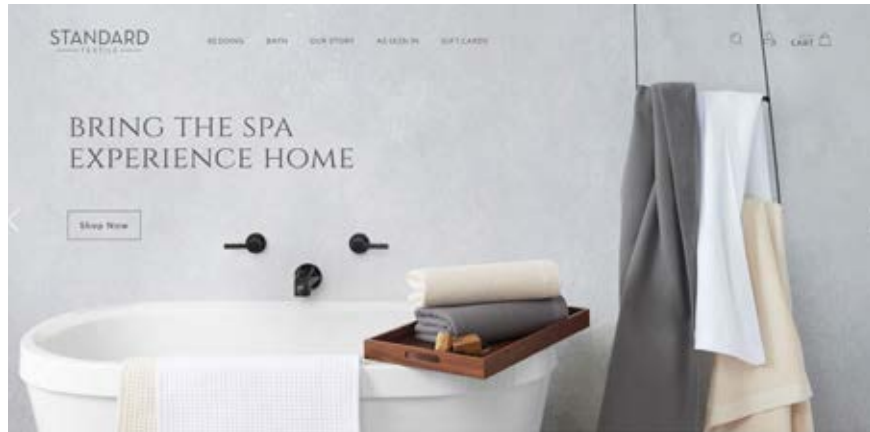 STANDARD
TEXTILE
BEDDING BATH OUR STORY AS SEEN IN GIFT CARDS
CART
BRING THE SPA
EXPERIENCE HOME
Shop Now